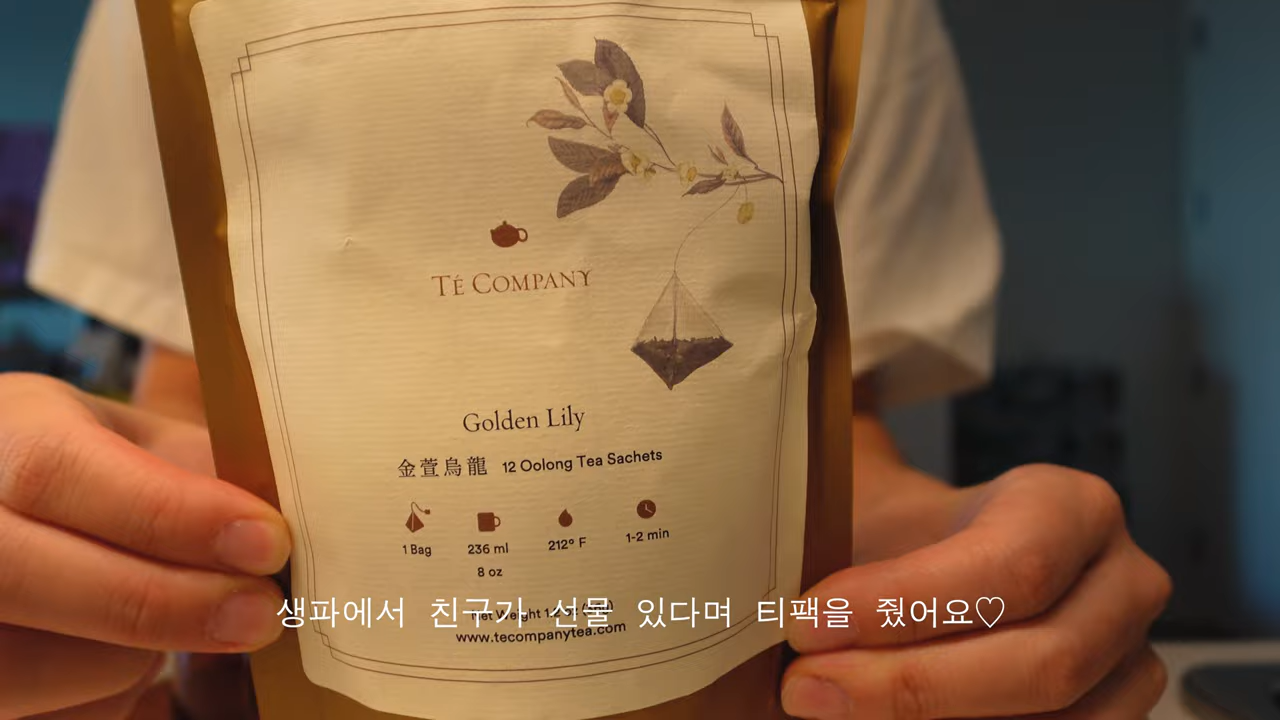 TÉ COMPANY
Golden Lily
金萱烏龍 12 Oolong Tea Sachets
1 Bag 236 ml 212° F 1-2 min
8 oz
Net Weight
www.tecompanytea.com
생파에서 친구가 선물 있다며 티팩을 줬어요♡